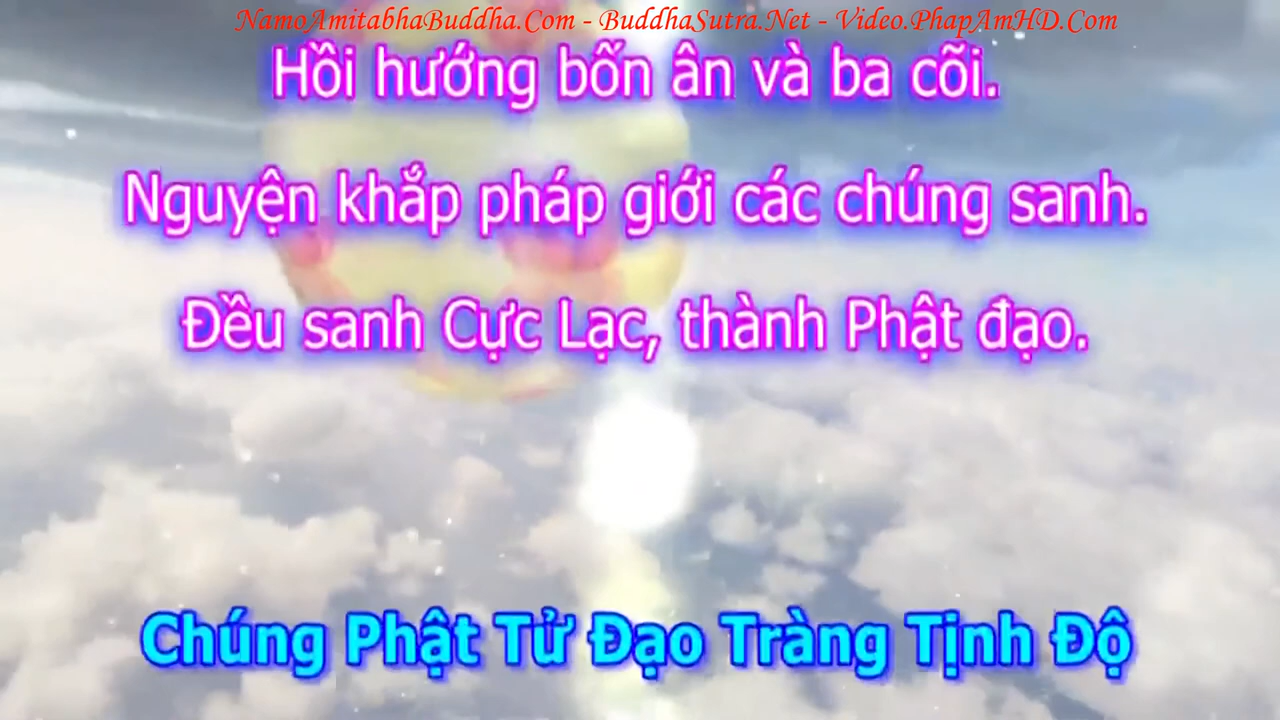 NamoAmitabhaBuddha.Com - BuddhaSutra.Net - Video.PhapAmHD.Com
Hồi hướng bốn ân và ba cõi.
Nguyện khắp pháp giới các chúng sanh.
Đều sanh Cực Lạc, thành Phật đạo.
Chúng Phật Tử Đạo Tràng Tịnh Độ